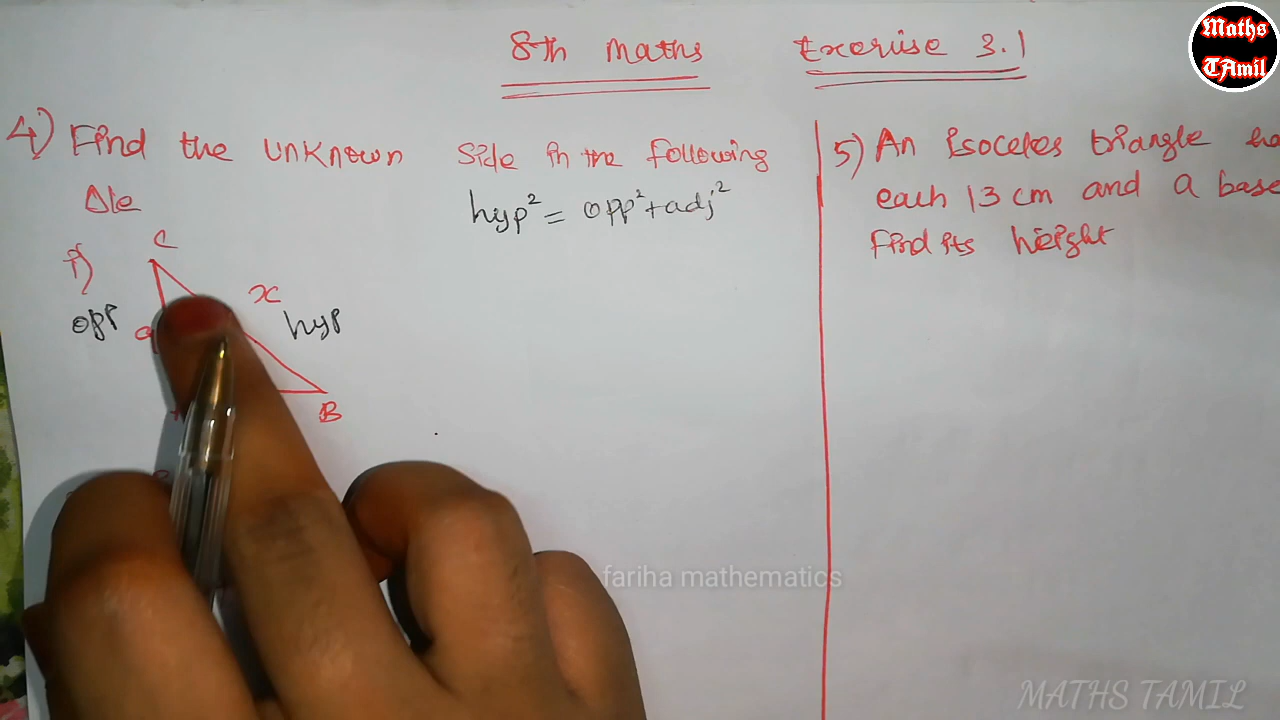 8th maths Exercise 3.1
Maths
TAmil
4) Find the unknown side in the following
Δle
hyp² = opp² + adj²
i)
C
x
opp
hyp
B
5) An isoceles triangle ha
each 13 cm and a base
Find its height
fariha mathematics
MATHS TAMIL